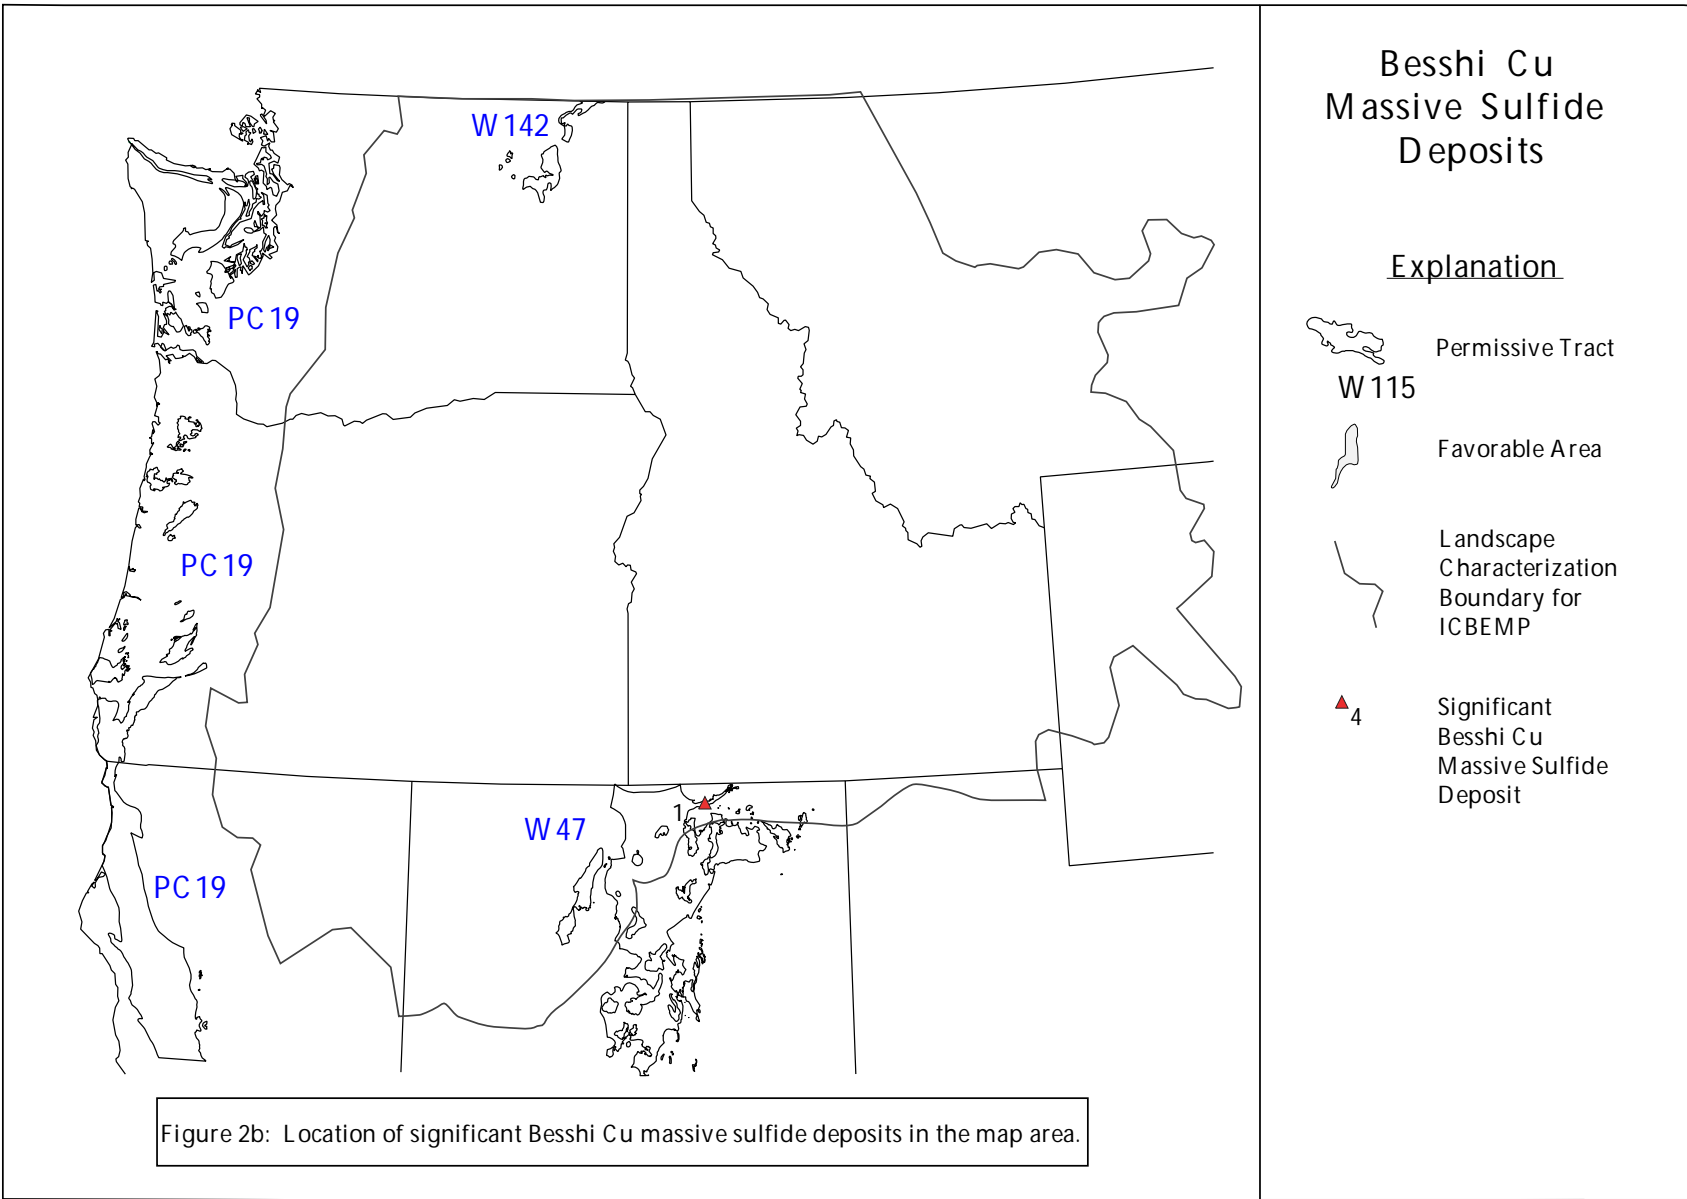 W142
PC19
PC19
W47
1
PC19
Figure 2b: Location of significant Besshi Cu massive sulfide deposits in the map area.
Besshi Cu
Massive Sulfide
Deposits
Explanation
Permissive Tract
W115
Favorable Area
Landscape
Characterization
Boundary for
ICBEMP
4
Significant
Besshi Cu
Massive Sulfide
Deposit